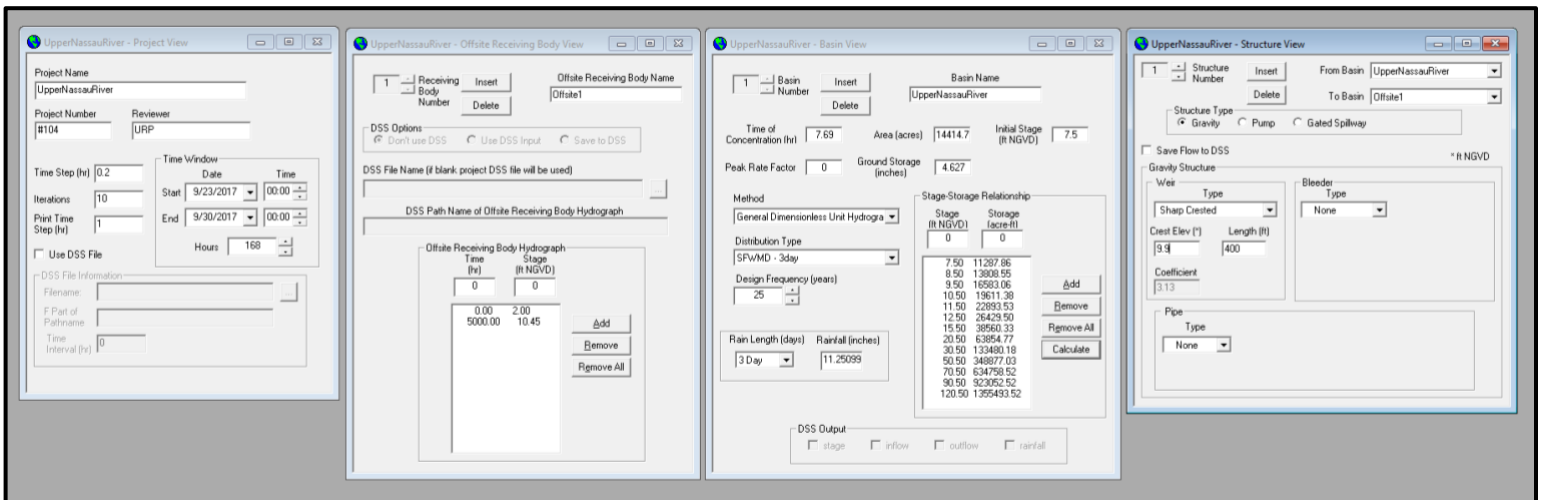 UpperNassauRiver - Project View
Project Name
UpperNassauRiver
Project Number Reviewer
#104 URP
Time Step (hr) 0.2
Iterations 10
Print Time Step (hr) 1
Time Window
Date Time
Start 9/23/2017 00:00
End 9/30/2017 00:00
Hours 168
Use DSS File
DSS File Information
Filename: ...
F Part of Pathname
Time Interval (hr) 0
UpperNassauRiver - Offsite Receiving Body View
1 Receiving Body Number Insert
Delete
Offsite Receiving Body Name
Offsite1
DSS Options
Don't use DSS Use DSS Input Save to DSS
DSS File Name (if blank project DSS file will be used)
...
DSS Path Name of Offsite Receiving Body Hydrograph
Offsite Receiving Body Hydrograph
Time (hr) Stage (ft NGVD)
0 0
0.00 2.00
5000.00 10.45
Add
Remove
Remove All
UpperNassauRiver - Basin View
1 Basin Number Insert
Delete
Basin Name
UpperNassauRiver
Time of Concentration (hr) 7.69 Area (acres) 14414.7 Initial Stage (ft NGVD) 7.5
Peak Rate Factor 0 Ground Storage (inches) 4.627
Method
General Dimensionless Unit Hydrogra
Distribution Type
SFWMD - 3day
Design Frequency (years)
25
Rain Length (days) Rainfall (inches)
3 Day 11.25099
Stage-Storage Relationship
Stage (ft NGVD) Storage (acre-ft)
0 0
7.50 11287.86
8.50 13808.55
9.50 16583.06
10.50 19611.38
11.50 22893.53
12.50 26429.50
15.50 38560.33
20.50 63854.77
30.50 133480.18
50.50 348877.03
70.50 634758.52
90.50 923052.52
120.50 1355493.52
Add
Remove
Remove All
Calculate
DSS Output
stage inflow outflow rainfall
UpperNassauRiver - Structure View
1 Structure Number Insert
Delete
From Basin UpperNassauRiver
To Basin Offsite1
Structure Type
Gravity Pump Gated Spillway
Save Flow to DSS
* ft NGVD
Gravity Structure
Weir
Type
Sharp Crested
Crest Elev (*) Length (ft)
9.9 400
Coefficient
3.13
Bleeder
Type
None
Pipe
Type
None